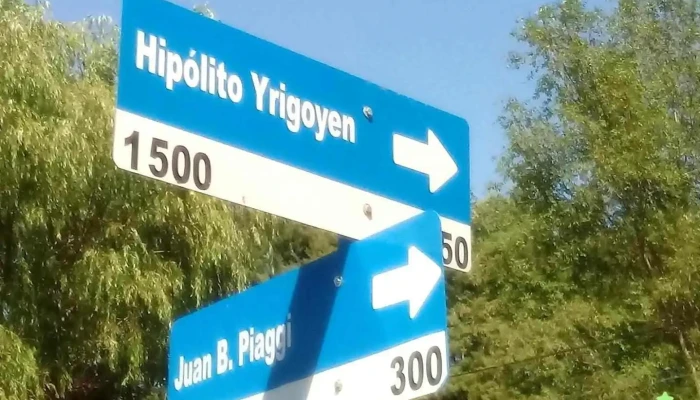 Hipólito Yrigoyen
1500 50
Juan B. Piaggi
300